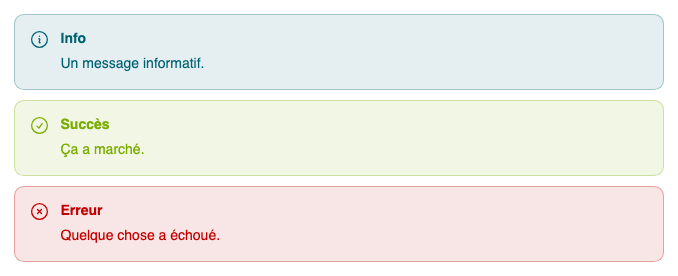 Info
Un message informatif.
Succès
Ça a marché.
Erreur
Quelque chose a échoué.